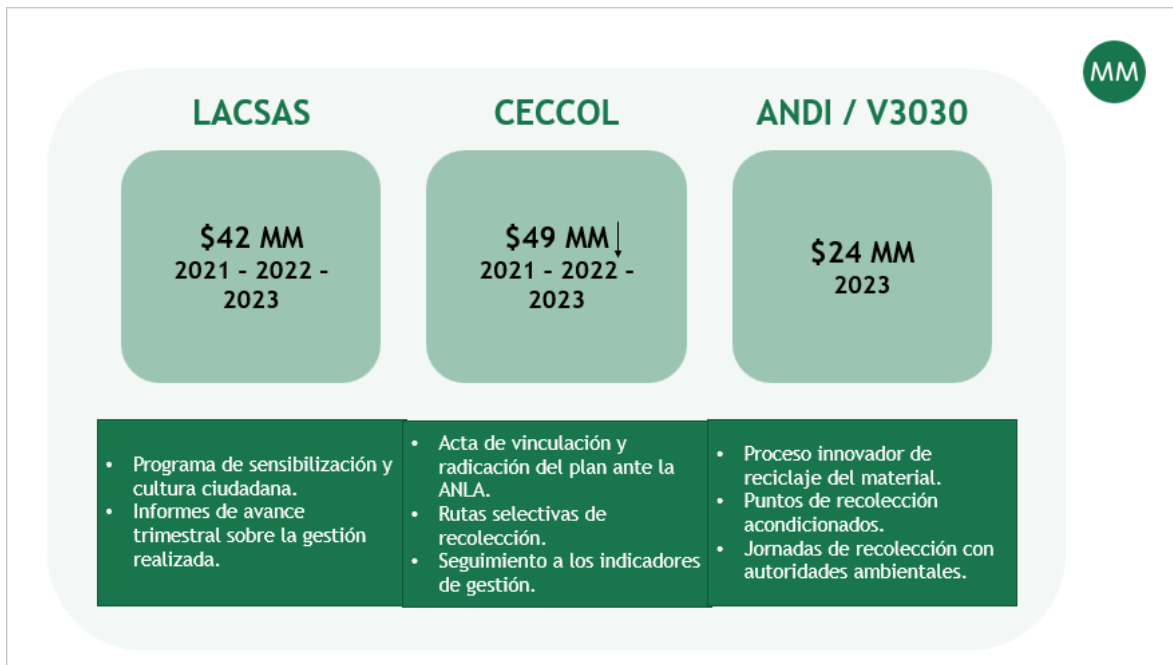 MM
LACSAS
CECCOL
ANDI / V3030
$42 MM
2021 - 2022 -
2023
$49 MM↓
2021 - 2022 -
2023
$24 MM
2023
• Programa de sensibilización y
cultura ciudadana.
• Informes de avance
trimestral sobre la gestión
realizada.
• Acta de vinculación y
radicación del plan ante la
ANLA.
• Rutas selectivas de
recolección.
• Seguimiento a los indicadores
de gestión.
• Proceso innovador de
reciclaje del material.
• Puntos de recolección
acondicionados.
• Jornadas de recolección con
autoridades ambientales.